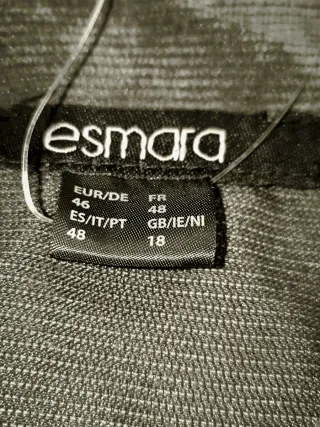 esmara
EUR/DE FR
46 48
ES/IT/PT GB/IE/NI
48 18